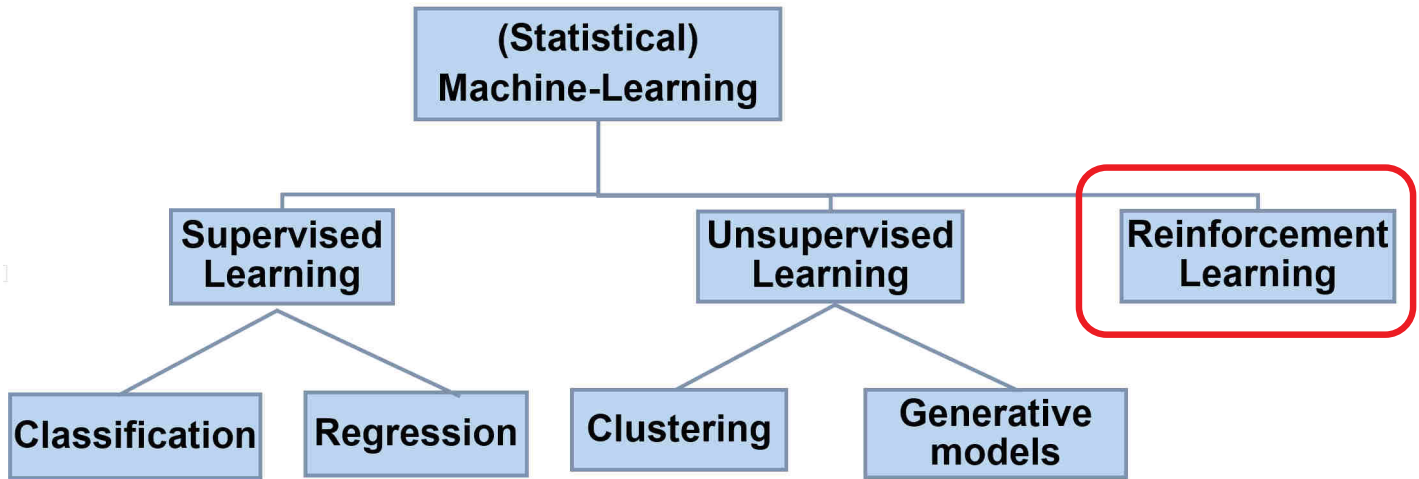 (Statistical)
Machine-Learning
Supervised
Learning
Unsupervised
Learning
Reinforcement
Learning
Classification
Regression
Clustering
Generative
models
]